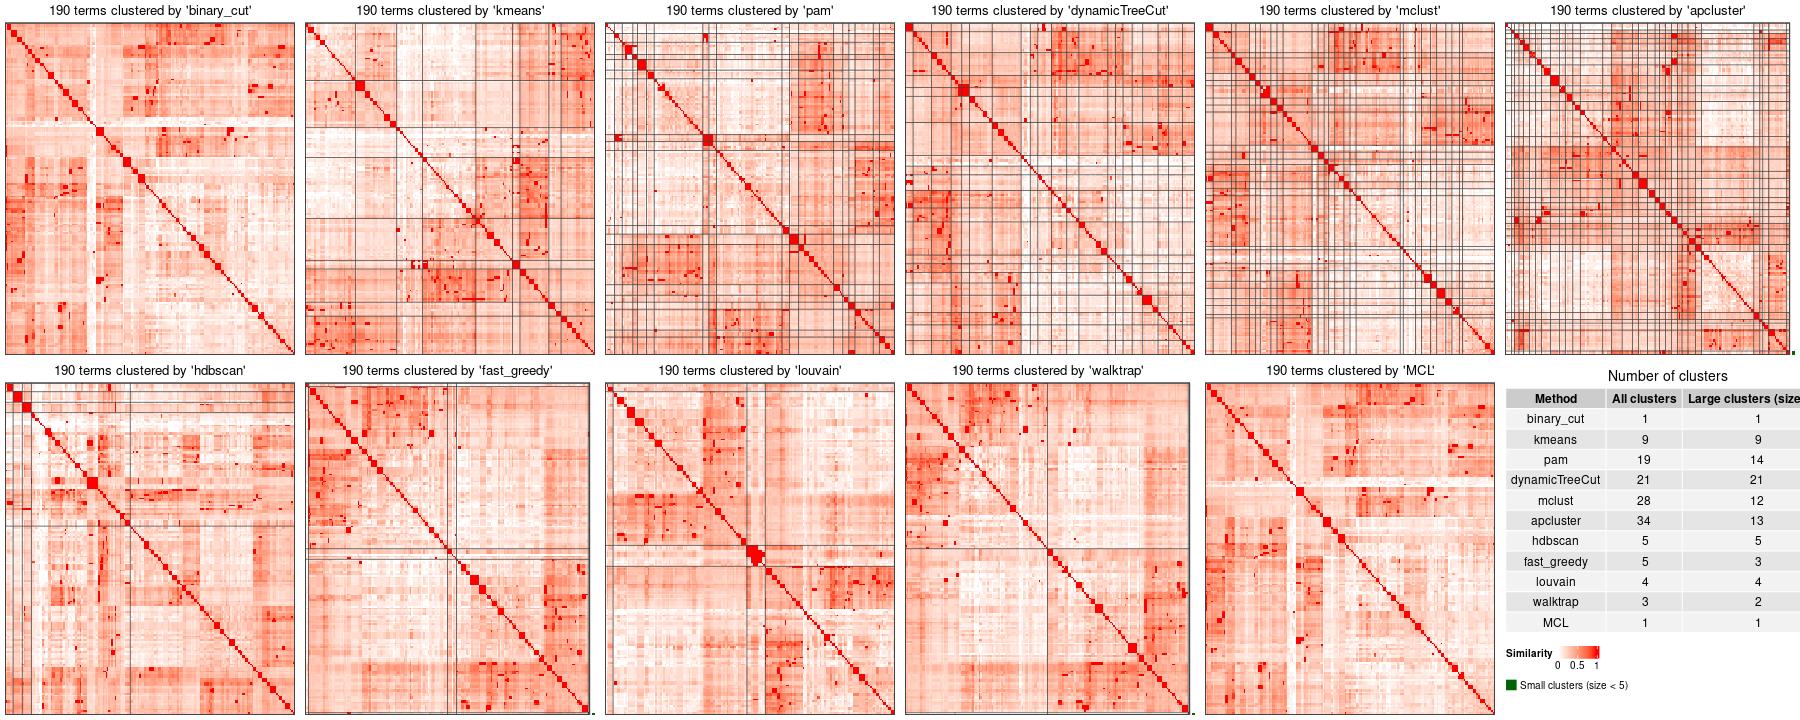 190 terms clustered by 'binary_cut'
190 terms clustered by 'kmeans'
190 terms clustered by 'pam'
190 terms clustered by 'dynamicTreeCut'
190 terms clustered by 'mclust'
190 terms clustered by 'apcluster'
190 terms clustered by 'hdbscan'
190 terms clustered by 'fast_greedy'
190 terms clustered by 'louvain'
190 terms clustered by 'walktrap'
190 terms clustered by 'MCL'
Number of clusters
Method All clusters Large clusters (size
binary_cut 1 1
kmeans 9 9
pam 19 14
dynamicTreeCut 21 21
mclust 28 12
apcluster 34 13
hdbscan 5 5
fast_greedy 5 3
louvain 4 4
walktrap 3 2
MCL 1 1
Similarity
0 0.5 1
Small clusters (size < 5)